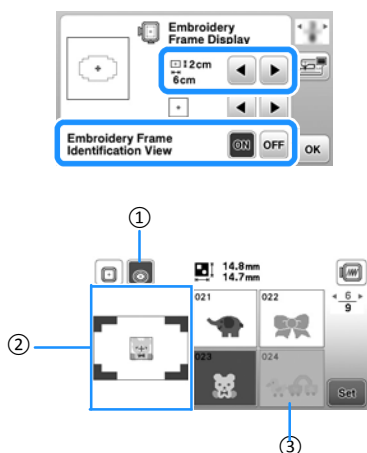 Embroidery
Frame Display
2cm
6cm
Embroidery Frame
Identification View
ON OFF
OK
①
14.8mm
14.7mm
021 022
6
9
②
023 024
Set
③